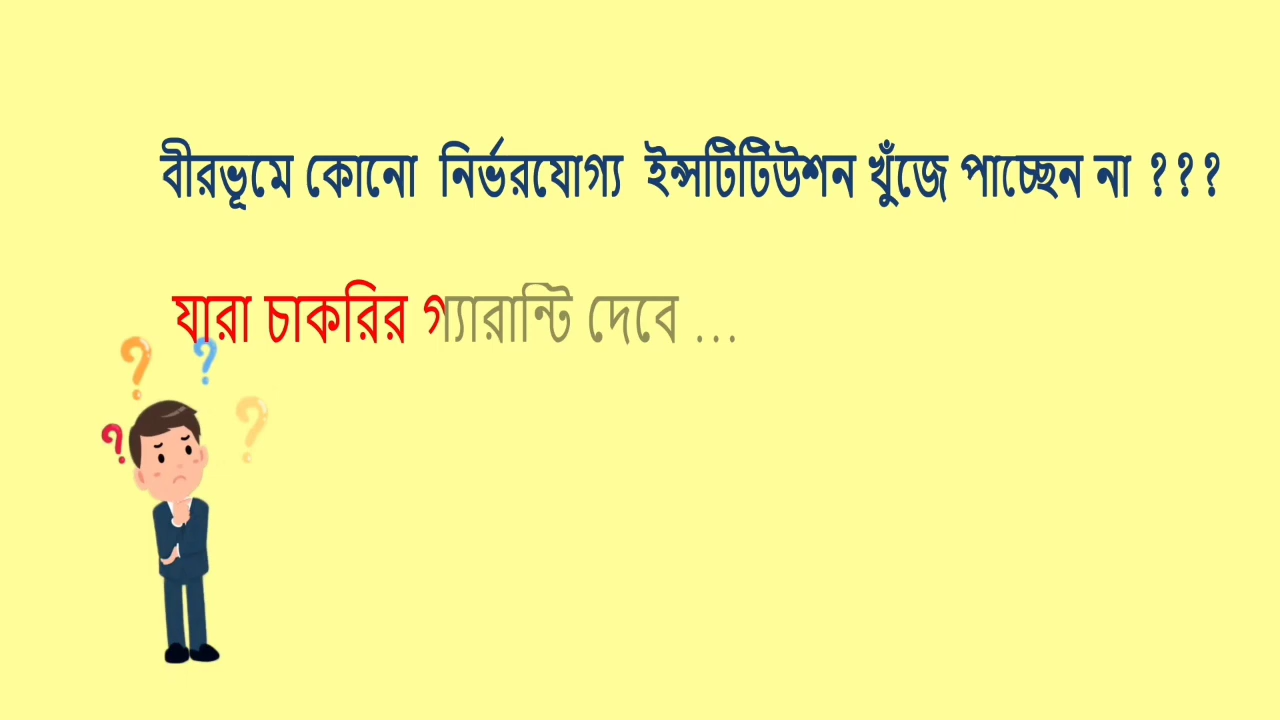 বীরভূমে কোনো নির্ভরযোগ্য ইন্সটিটিউশন খুঁজে পাচ্ছেন না ???
যারা চাকরির গ্যারান্টি দেবে ...